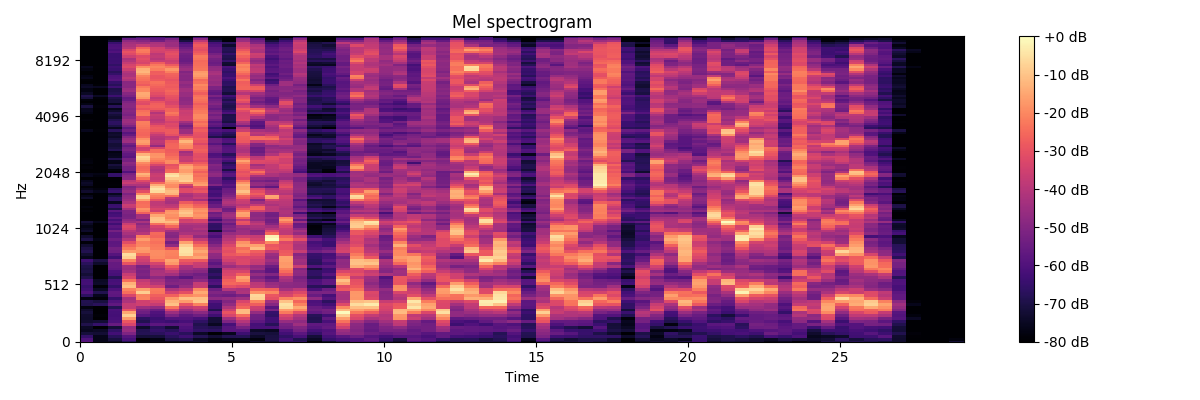 Mel spectrogram
8192
4096
2048
1024
512
0
Hz
0 5 10 15 20 25
Time
+0 dB
-10 dB
-20 dB
-30 dB
-40 dB
-50 dB
-60 dB
-70 dB
-80 dB